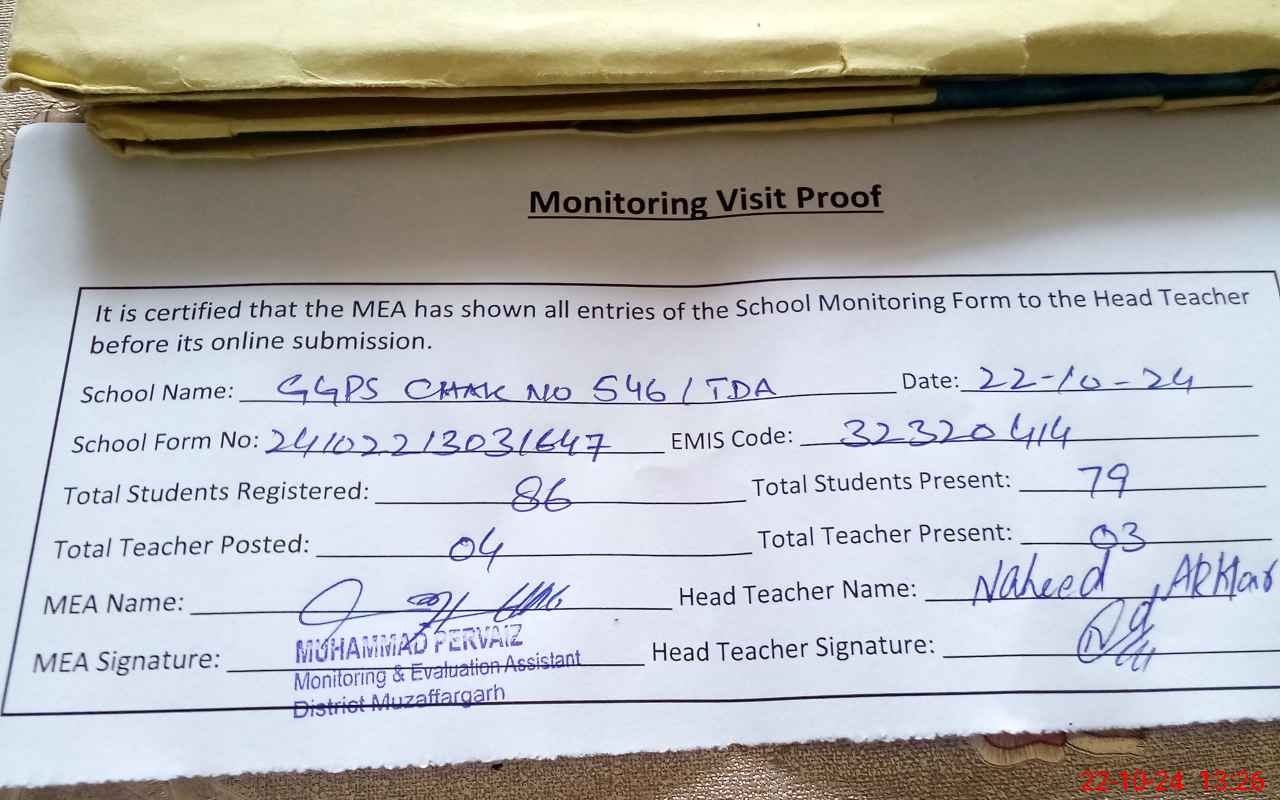 Monitoring Visit Proof
It is certified that the MEA has shown all entries of the School Monitoring Form to the Head Teacher
before its online submission.
School Name: GGPS CHAK NO 546 / TDA Date: 22-10-24
School Form No: 24102213031647 EMIS Code: 32320414
Total Students Registered: 86 Total Students Present: 79
Total Teacher Posted: 04 Total Teacher Present: 03
MEA Name: Head Teacher Name: Naheed Akhtar
MUHAMMAD PERVAIZ
MEA Signature: Head Teacher Signature:
Monitoring & Evaluation Assistant
District Muzaffargarh
22-10-24 13:26